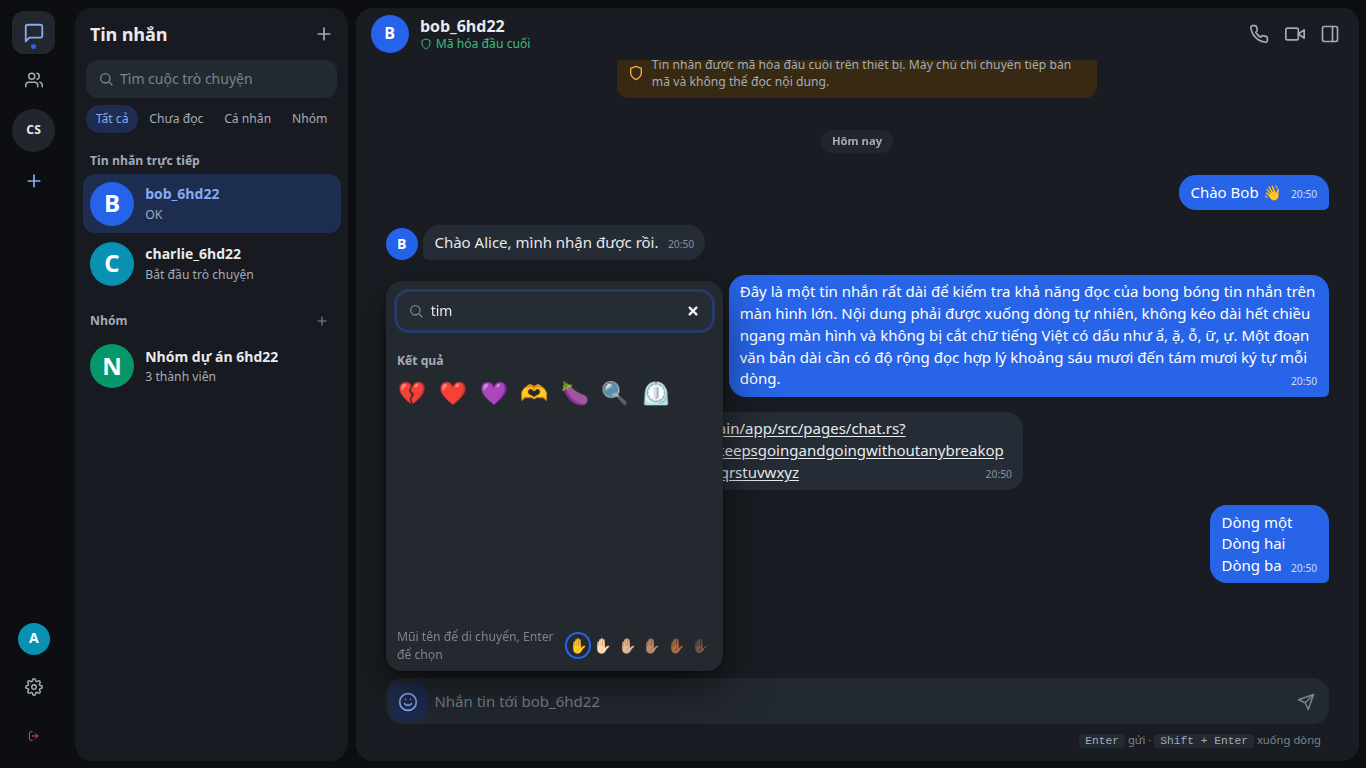 Tin nhắn
Tìm cuộc trò chuyện
Tất cả
Chưa đọc
Cá nhân
Nhóm
CS
Tin nhắn trực tiếp
B
bob_6hd22
OK
C
charlie_6hd22
Bắt đầu trò chuyện
Nhóm
N
Nhóm dự án 6hd22
3 thành viên
A
B
bob_6hd22
Mã hóa đầu cuối
Tin nhắn được mã hóa đầu cuối trên thiết bị. Máy chủ chỉ chuyển tiếp bản
mã và không thể đọc nội dung.
Hôm nay
Chào Bob 👋 20:50
B
Chào Alice, mình nhận được rồi. 20:50
Đây là một tin nhắn rất dài để kiểm tra khả năng đọc của bong bóng tin nhắn trên
màn hình lớn. Nội dung phải được xuống dòng tự nhiên, không kéo dài hết chiều
ngang màn hình và không bị cắt chữ tiếng Việt có dấu như ẩ, ặ, ỗ, ữ, ự. Một đoạn
văn bản dài cần có độ rộng đọc hợp lý khoảng sáu mươi đến tám mươi ký tự mỗi
dòng. 20:50
ain/app/src/pages/chat.rs?
keepsgoingandgoingwithoutanybreakop
qrstuvwxyz 20:50
Dòng một
Dòng hai
Dòng ba 20:50
tim
Kết quả
Mũi tên để di chuyển, Enter
để chọn
Nhắn tin tới bob_6hd22
Enter gửi · Shift + Enter xuống dòng